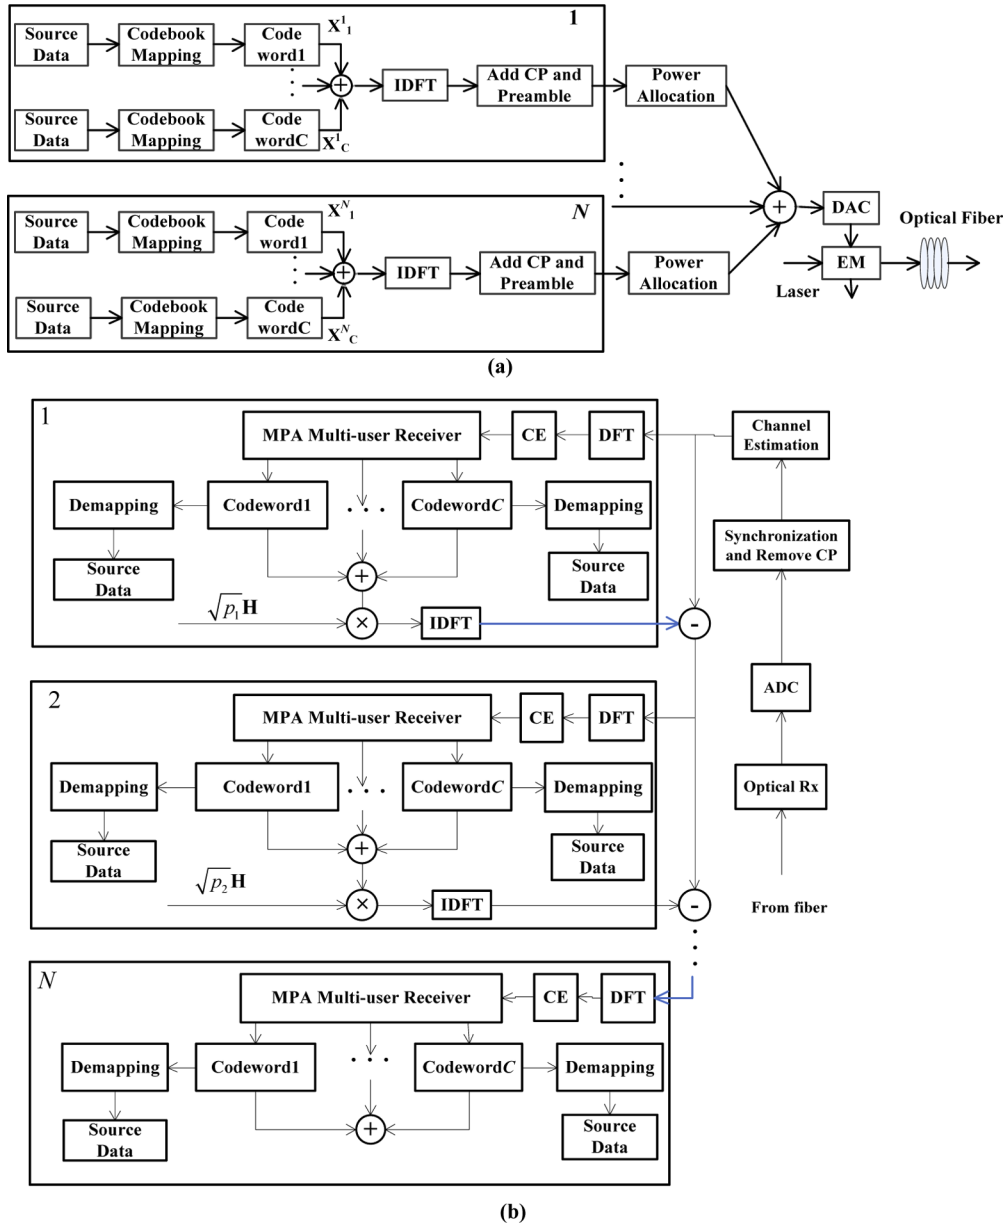 1
Source Data
Codebook Mapping
Code word1
X^1_1
IDFT
Add CP and Preamble
Power Allocation
Source Data
Codebook Mapping
Code wordC
X^1_C
N
Source Data
Codebook Mapping
Code word1
X^N_1
IDFT
Add CP and Preamble
Power Allocation
Source Data
Codebook Mapping
Code wordC
X^N_C
DAC
EM
Laser
Optical Fiber
(a)
1
MPA Multi-user Receiver
CE
DFT
Channel Estimation
Demapping
Codeword1
CodewordC
Demapping
Source Data
Source Data
Synchronization and Remove CP
√p_1 H
IDFT
-
ADC
2
MPA Multi-user Receiver
CE
DFT
Demapping
Codeword1
CodewordC
Demapping
Optical Rx
Source Data
Source Data
√p_2 H
IDFT
-
From fiber
N
MPA Multi-user Receiver
CE
DFT
Demapping
Codeword1
CodewordC
Demapping
Source Data
Source Data
(b)